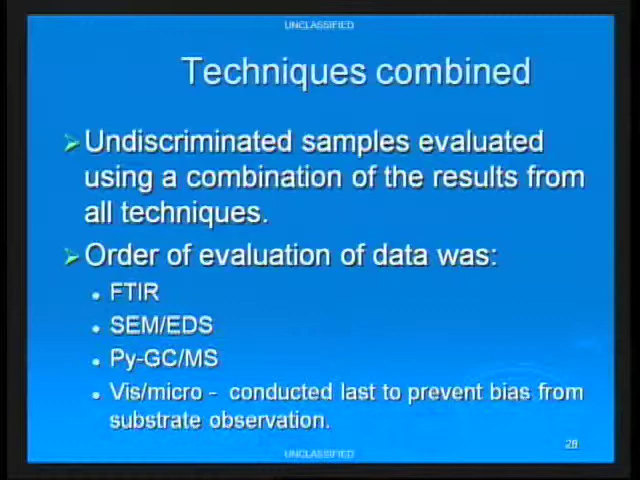 UNCLASSIFIED
Techniques combined
Undiscriminated samples evaluated
using a combination of the results from
all techniques.
Order of evaluation of data was:
FTIR
SEM/EDS
Py-GC/MS
Vis/micro - conducted last to prevent bias from
substrate observation.
28
UNCLASSIFIED